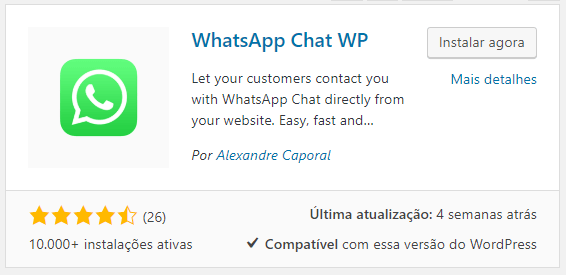 WhatsApp Chat WP
Instalar agora
Mais detalhes
Let your customers contact you
with WhatsApp Chat directly from
your website. Easy, fast and...
Por Alexandre Caporal
(26)
Última atualização: 4 semanas atrás
10.000+ instalações ativas
Compatível com essa versão do WordPress